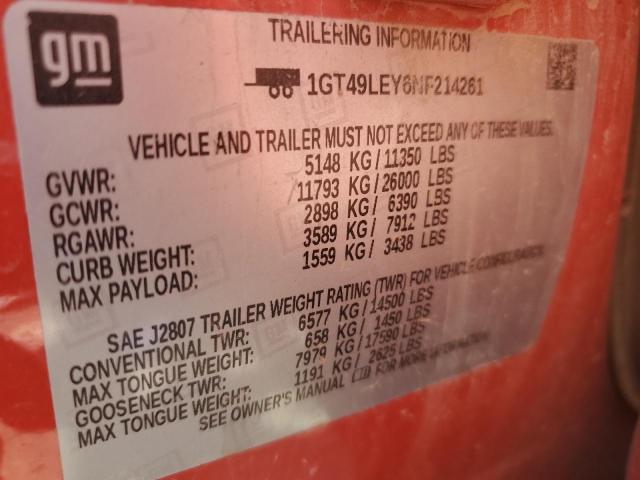 gm
TRAILERING INFORMATION
1GT49LEY6NF214261
VEHICLE AND TRAILER MUST NOT EXCEED ANY OF THESE VALUES.
GVWR: 5148 KG/11350 LBS
GCWR: 11793 KG/26000 LBS
RGAWR: 2898 KG/ 6390 LBS
CURB WEIGHT: 3589 KG/ 7912 LBS
MAX PAYLOAD: 1559 KG/ 3438 LBS
SAE J2807 TRAILER WEIGHT RATING (TWR) FOR VEHICLE CONFIGURATION.
CONVENTIONAL TWR: 6577 KG/14500 LBS
MAX TONGUE WEIGHT: 658 KG/ 1450 LBS
GOOSENECK TWR: 7979 KG/17590 LBS
MAX TONGUE WEIGHT: 1191 KG/ 2625 LBS
SEE OWNER'S MANUAL FOR MORE INFORMATION.